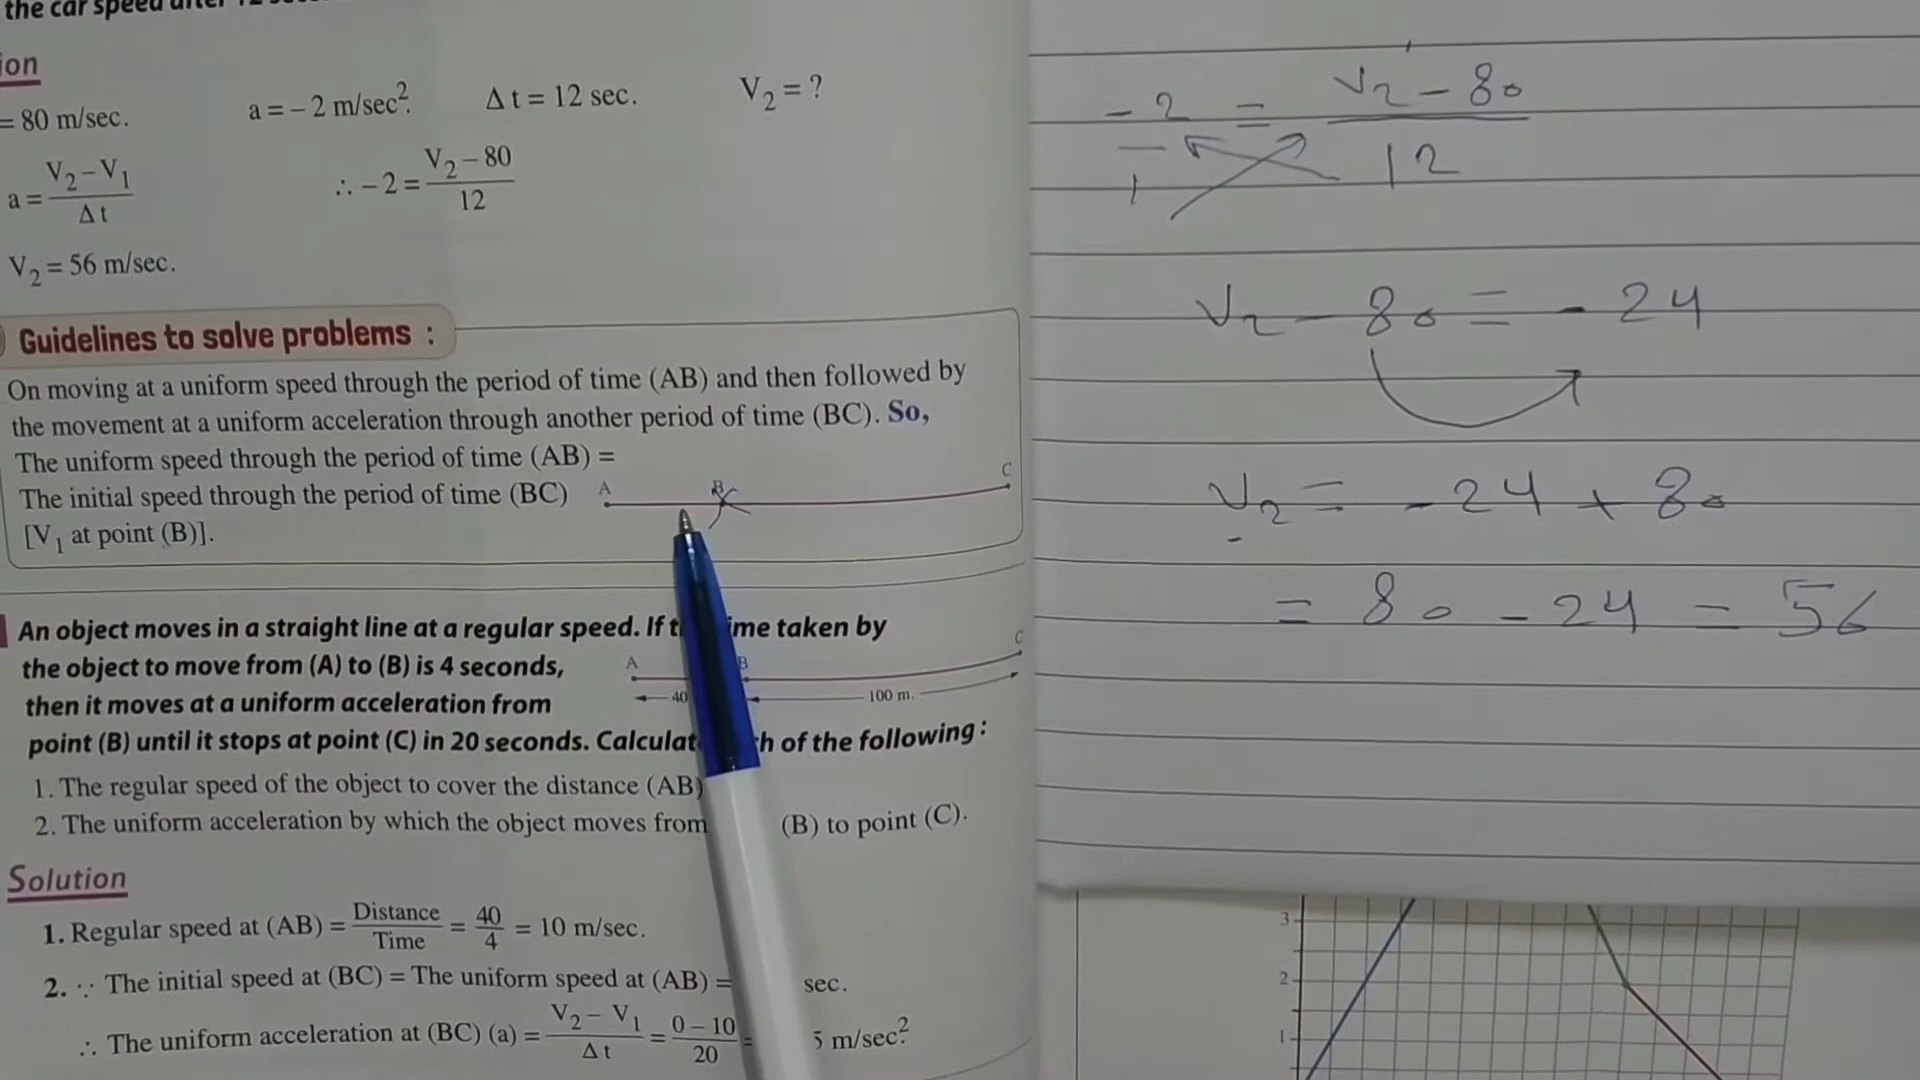 the car speed after 12
ion
= 80 m/sec. a = – 2 m/sec². Δ t = 12 sec. V₂ = ?
a = (V₂ – V₁) / Δ t ∴ – 2 = (V₂ – 80) / 12
V₂ = 56 m/sec.
Guidelines to solve problems :
On moving at a uniform speed through the period of time (AB) and then followed by
the movement at a uniform acceleration through another period of time (BC). So,
The uniform speed through the period of time (AB) =
The initial speed through the period of time (BC)
[V₁ at point (B)].
A B C
An object moves in a straight line at a regular speed. If time taken by
the object to move from (A) to (B) is 4 seconds,
then it moves at a uniform acceleration from
point (B) until it stops at point (C) in 20 seconds. Calculat of the following :
A B C
40 100 m.
1. The regular speed of the object to cover the distance (AB)
2. The uniform acceleration by which the object moves from (B) to point (C).
Solution
1. Regular speed at (AB) = Distance / Time = 40 / 4 = 10 m/sec.
2. ∵ The initial speed at (BC) = The uniform speed at (AB) = sec.
∴ The uniform acceleration at (BC) (a) = (V₂ – V₁) / Δ t = (0 – 10) / 20 = 5 m/sec².
- 2 / 1 = (V₂ - 80) / 12
V₂ - 80 = - 24
V₂ = - 24 + 80
= 80 - 24 = 56
3
2
1